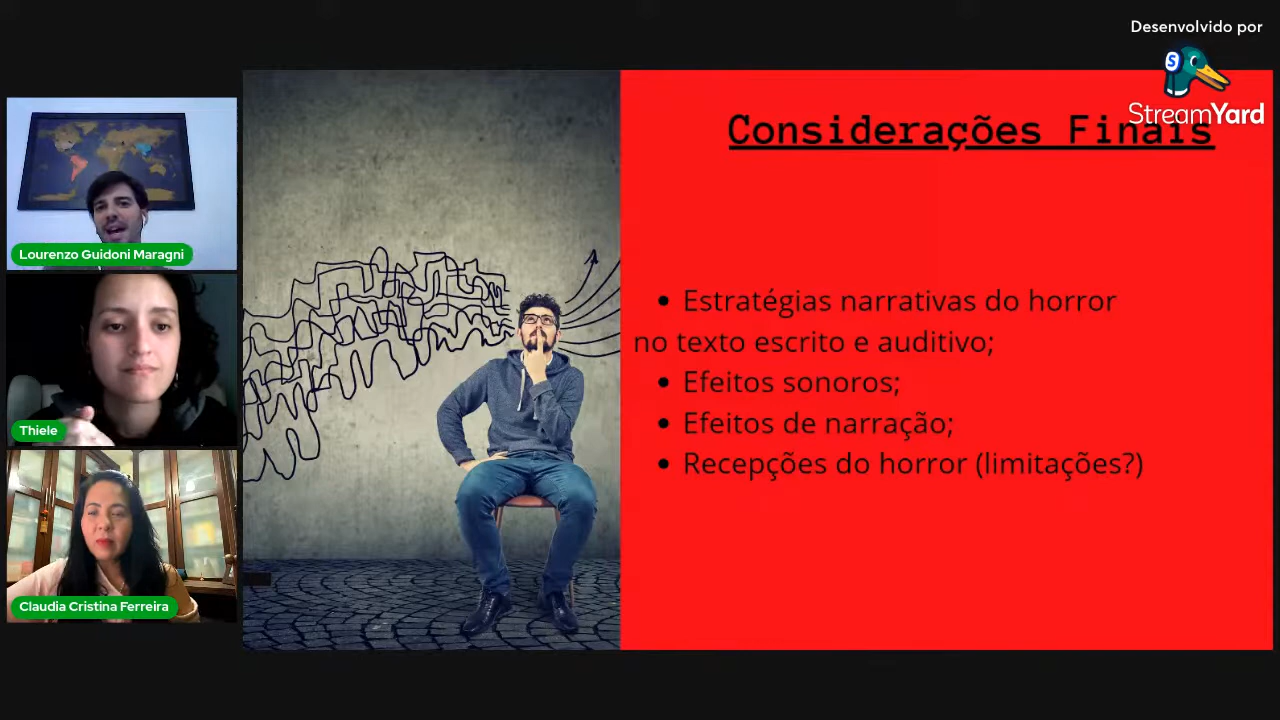 Desenvolvido por
StreamYard
Lourenzo Guidoni Maragni
Thiele
Claudia Cristina Ferreira
Considerações Finais
• Estratégias narrativas do horror
no texto escrito e auditivo;
• Efeitos sonoros;
• Efeitos de narração;
• Recepções do horror (limitações?)